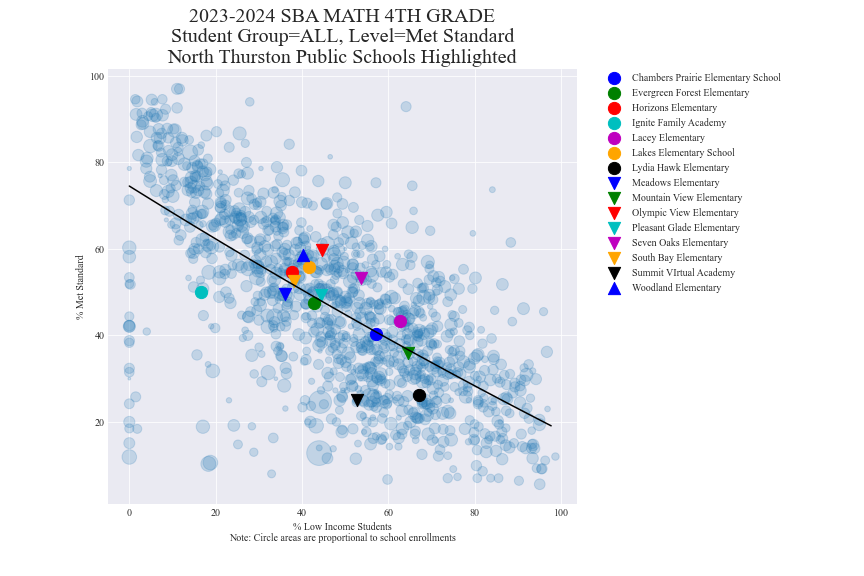 2023-2024 SBA MATH 4TH GRADE
Student Group=ALL, Level=Met Standard
North Thurston Public Schools Highlighted
100
80
60
40
20
% Met Standard
0 20 40 60 80 100
% Low Income Students
Note: Circle areas are proportional to school enrollments
Chambers Prairie Elementary School
Evergreen Forest Elementary
Horizons Elementary
Ignite Family Academy
Lacey Elementary
Lakes Elementary School
Lydia Hawk Elementary
Meadows Elementary
Mountain View Elementary
Olympic View Elementary
Pleasant Glade Elementary
Seven Oaks Elementary
South Bay Elementary
Summit VIrtual Academy
Woodland Elementary